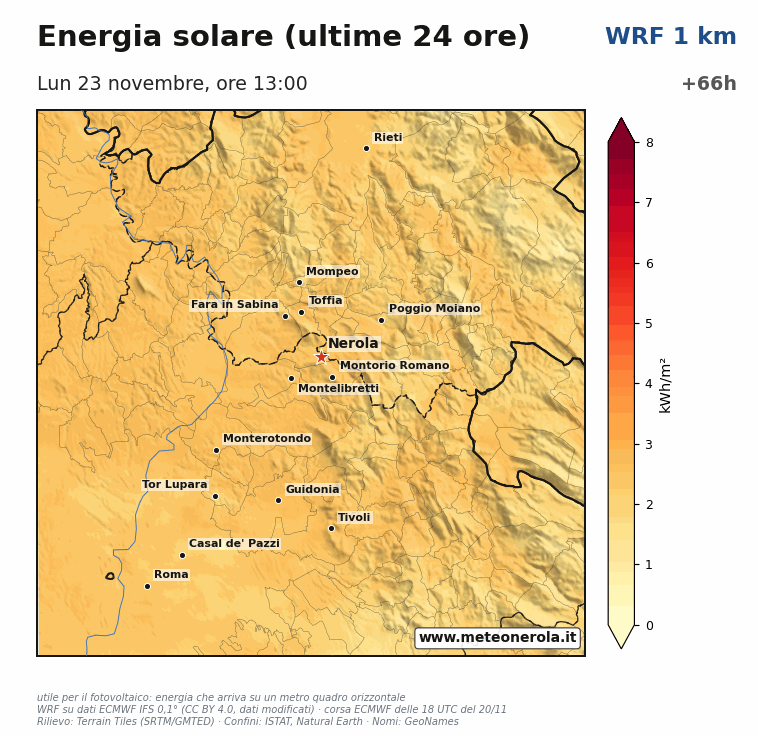 Energia solare (ultime 24 ore)
WRF 1 km
Lun 23 novembre, ore 13:00
+66h
Rieti
Mompeo
Toffia
Fara in Sabina
Poggio Moiano
Nerola
Montorio Romano
Montelibretti
Monterotondo
Tor Lupara
Guidonia
Tivoli
Casal de' Pazzi
Roma
www.meteonerola.it
8
7
6
5
4
3
2
1
0
kWh/m²
utile per il fotovoltaico: energia che arriva su un metro quadro orizzontale
WRF su dati ECMWF IFS 0,1° (CC BY 4.0, dati modificati) · corsa ECMWF delle 18 UTC del 20/11
Rilievo: Terrain Tiles (SRTM/GMTED) · Confini: ISTAT, Natural Earth · Nomi: GeoNames